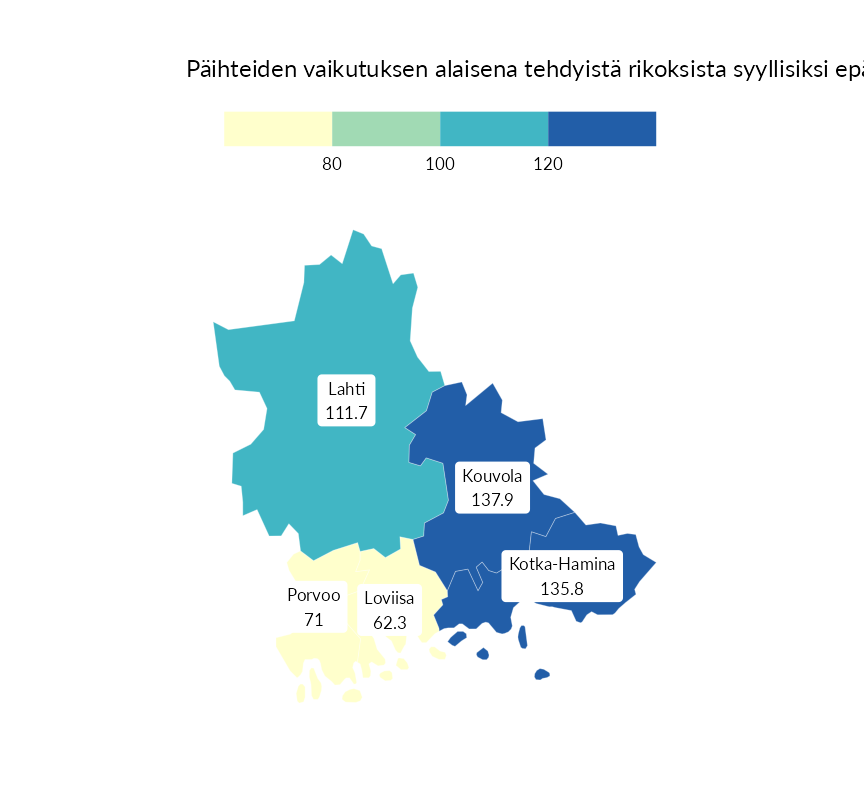 Päihteiden vaikutuksen alaisena tehdyistä rikoksista syyllisiksi
80
100
120
Lahti
111.7
Kouvola
137.9
Kotka-Hamina
135.8
Porvoo
71
Loviisa
62.3